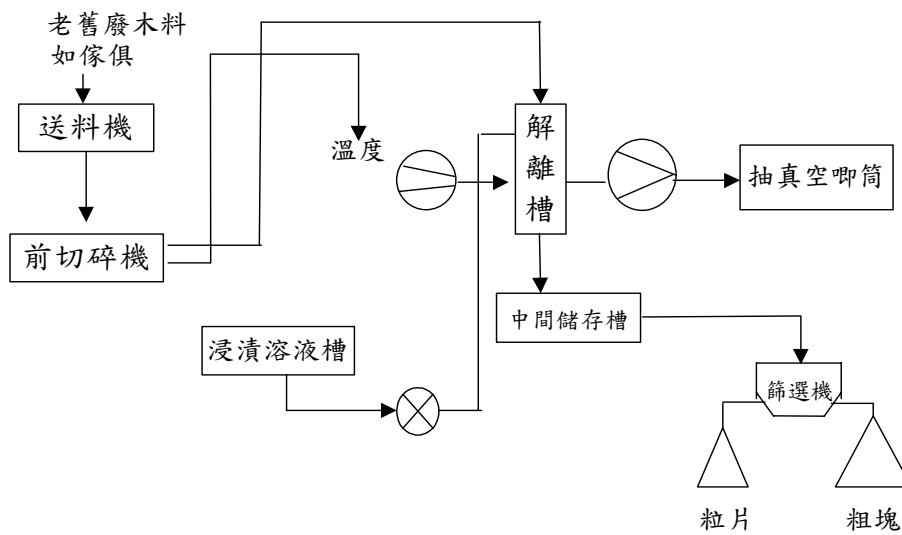 老舊廢木料
如傢俱
送料機
前切碎機
溫度
解離槽
抽真空唧筒
中間儲存槽
浸漬溶液槽
篩選機
粒片
粗塊